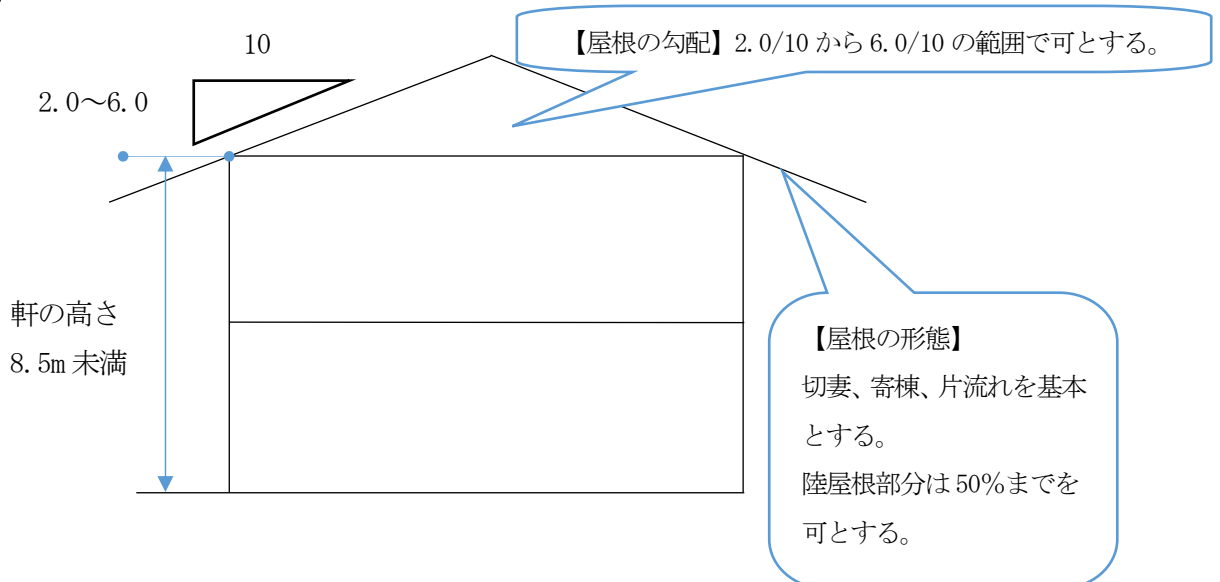 10
【屋根の勾配】2.0/10 から 6.0/10 の範囲で可とする。
2.0～6.0
軒の高さ
8.5m 未満
【屋根の形態】
切妻、寄棟、片流れを基本
とする。
陸屋根部分は 50％までを
可とする。